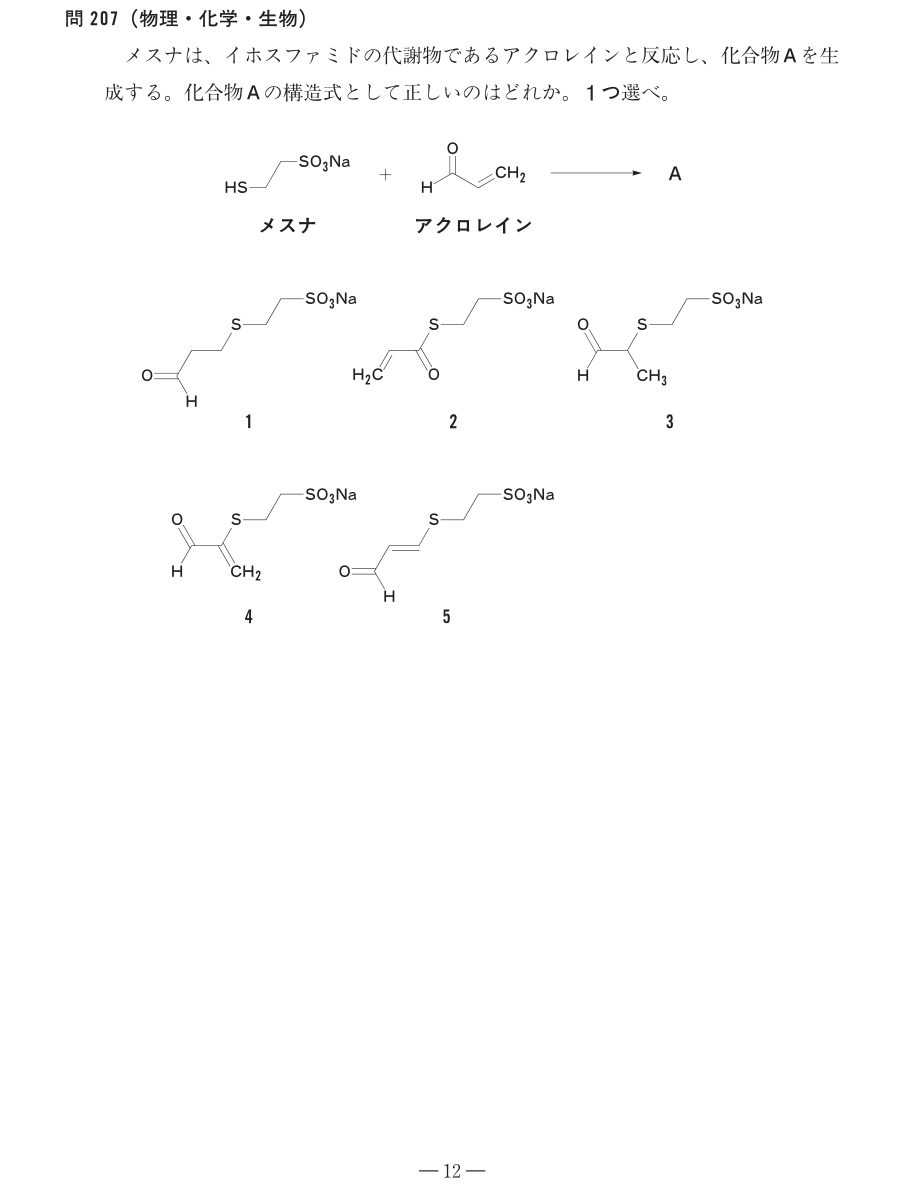 問 207（物理・化学・生物）
メスナは、イホスファミドの代謝物であるアクロレインと反応し、化合物 A を生
成する。化合物 A の構造式として正しいのはどれか。1つ選べ。
HS SO3Na + O H CH2 A
メスナ アクロレイン
SO3Na S O H
SO3Na S H2C O
SO3Na S O H CH3
1 2 3
SO3Na S O H CH2
SO3Na S O H
4 5
— 12 —